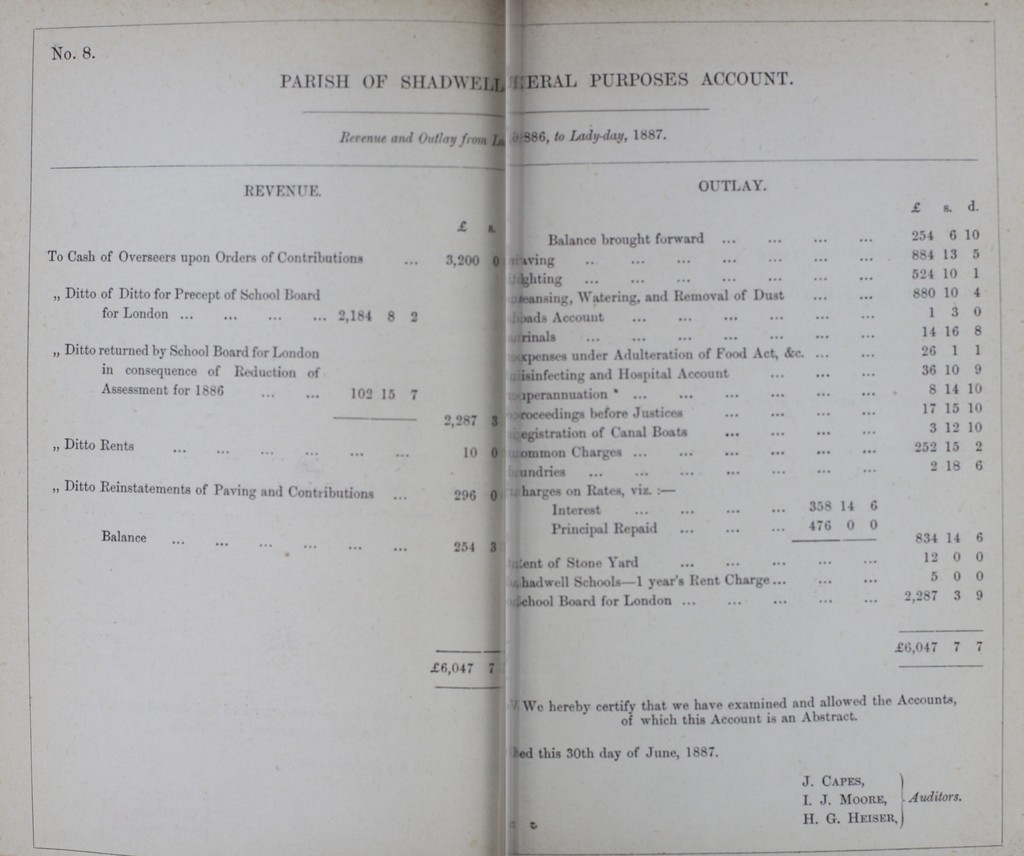 No. 8.
PARISH OF SHADWELL
ERAL PURPOSES ACCOUNT.
Revenue and Outlay from
886, to Lady-day, 1887.
REVENUE.
£ s.
To Cash of Overseers upon Orders of Contributions ... 3,200 0
„ Ditto of Ditto for Precept of School Board
for London ... ... ... ... 2,184 8 2
„ Ditto returned by School Board for London
in consequence of Reduction of
Assessment for 1886 ... ... 102 15 7
2,287 3
„ Ditto Rents ... ... ... ... ... ... 10 0
„ Ditto Reinstatements of Paving and Contributions ... 296 0
Balance ... ... ... ... ... ... 254 3
£6,047 7
OUTLAY.
£ s. d.
Balance brought forward ... ... ... ... 254 6 10
aving .. ... ... ... ... ... ... 884 13 5
ghting ... ... ... ... ... ... ... 524 10 1
eansing, Watering, and Removal of Dust ... ... 880 10 4
oads Account ... ... ... ... ... ... 1 3 0
rinals ... ... ... ... ... ... ... 14 16 8
xpenses under Adulteration of Food Act, &c. ... ... 26 1 1
isinfecting and Hospital Account ... ... ... 36 10 9
uperannuation * ... ... ... ... ... ... 8 14 10
roceedings before Justices ... ... ... ... 17 15 10
egistration of Canal Boats ... ... ... ... 3 12 10
ommon Charges ... ... ... ... ... ... 252 15 2
undries ... ... ... ... ... ... ... 2 18 6
harges on Rates, viz. :—
Interest ... ... ... ... 358 14 6
Principal Repaid ... ... ... 476 0 0
834 14 6
ent of Stone Yard ... ... ... ... ... 12 0 0
hadwell Schools—1 year's Rent Charge ... ... ... 5 0 0
chool Board for London ... ... ... ... ... 2,287 3 9
£6,047 7 7
We hereby certify that we have examined and allowed the Accounts,
of which this Account is an Abstract.
ed this 30th day of June, 1887.
J. CAPES,
I. J. MOORE,
H. G. HEISER,
Auditors.